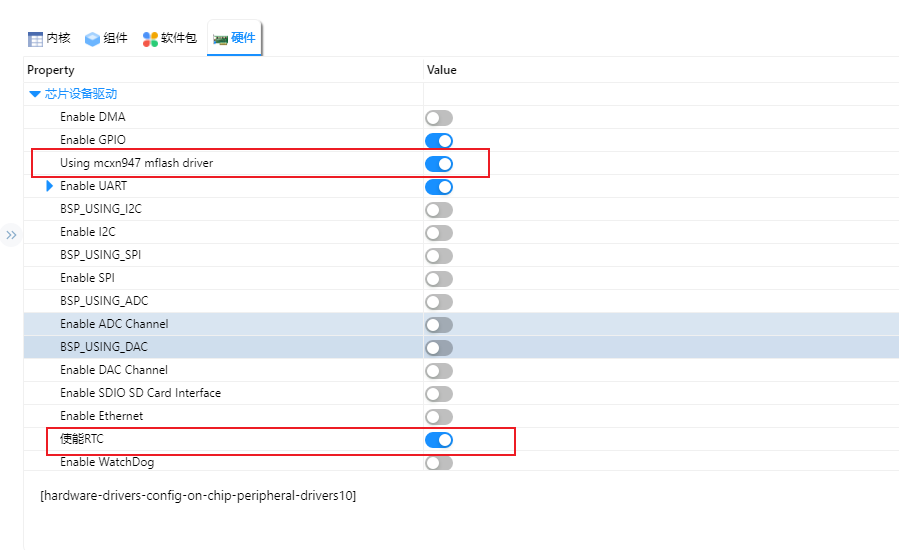 内核 组件 软件包 硬件
Property Value
芯片设备驱动
Enable DMA
Enable GPIO
Using mcxn947 mflash driver
Enable UART
BSP_USING_I2C
Enable I2C
BSP_USING_SPI
Enable SPI
BSP_USING_ADC
Enable ADC Channel
BSP_USING_DAC
Enable DAC Channel
Enable SDIO SD Card Interface
Enable Ethernet
使能RTC
Enable WatchDog
[hardware-drivers-config-on-chip-peripheral-drivers10]